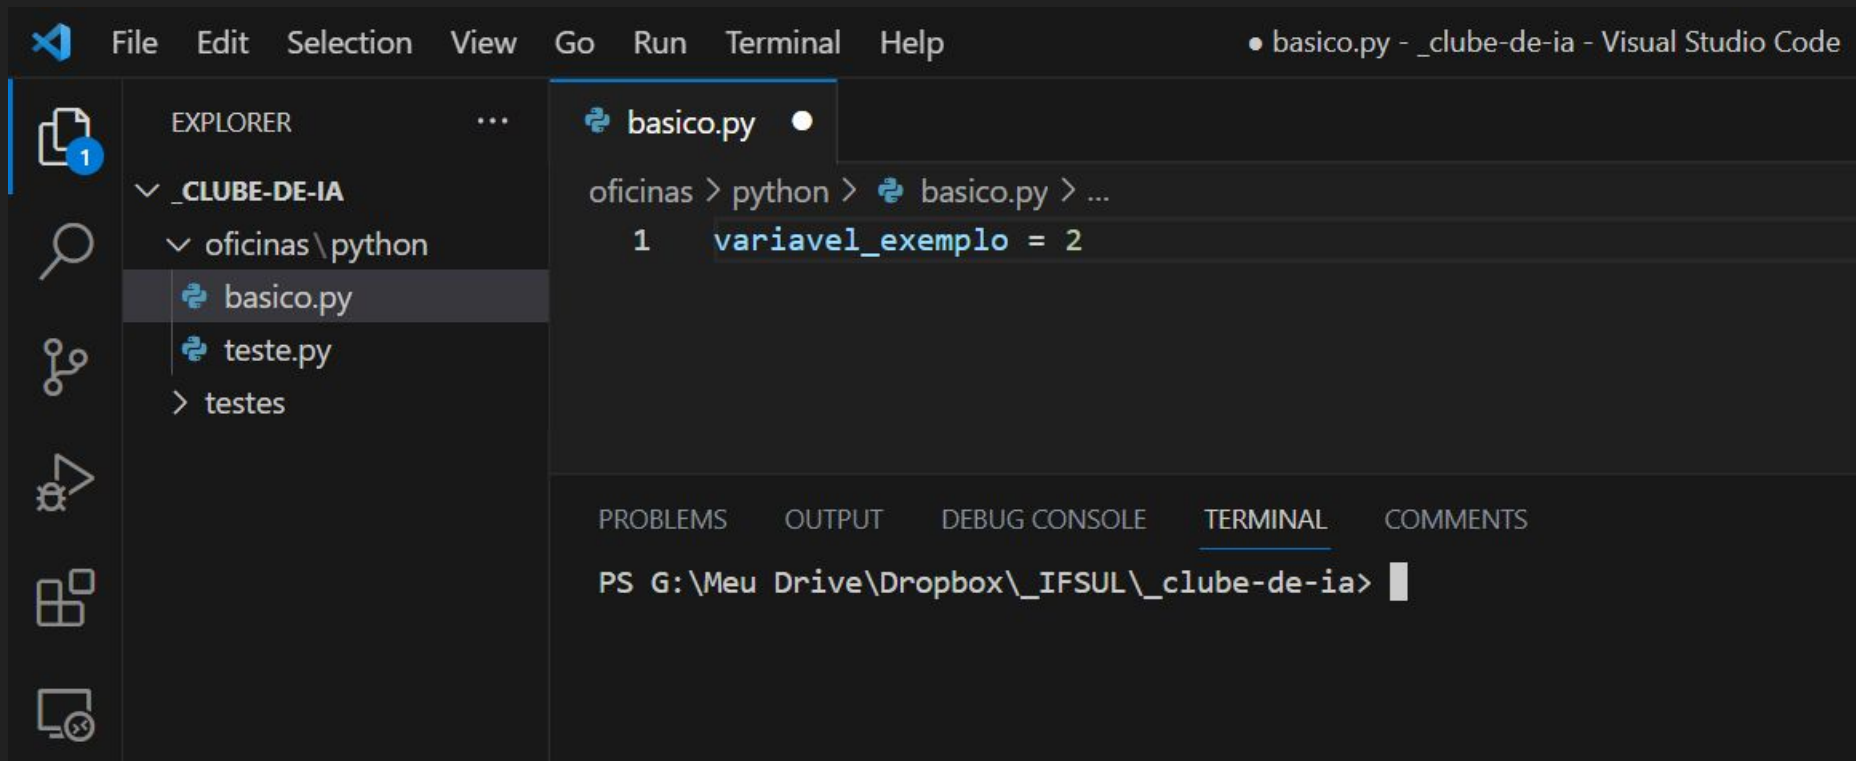 File Edit Selection View Go Run Terminal Help
● basico.py - _clube-de-ia - Visual Studio Code
1
EXPLORER ...
_CLUBE-DE-IA
oficinas\python
basico.py
teste.py
testes
basico.py ●
oficinas > python > basico.py > ...
1 variavel_exemplo = 2
PROBLEMS OUTPUT DEBUG CONSOLE TERMINAL COMMENTS
PS G:\Meu Drive\Dropbox\_IFSUL\_clube-de-ia>